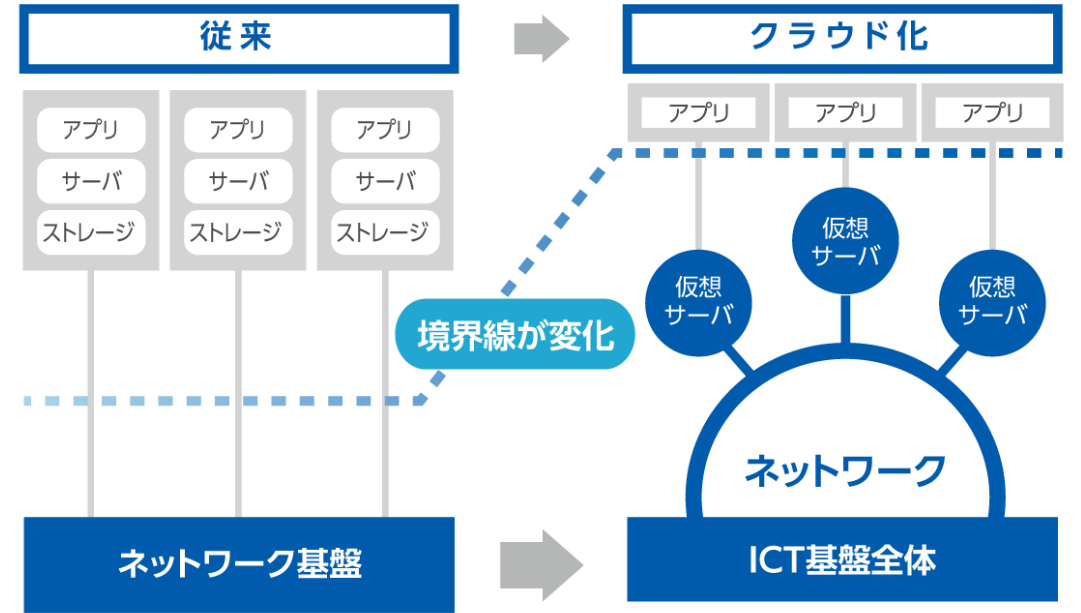 従来
クラウド化
アプリ
サーバ
ストレージ
アプリ
サーバ
ストレージ
アプリ
サーバ
ストレージ
アプリ
アプリ
アプリ
仮想
サーバ
仮想
サーバ
仮想
サーバ
境界線が変化
ネットワーク
ネットワーク基盤
ICT基盤全体